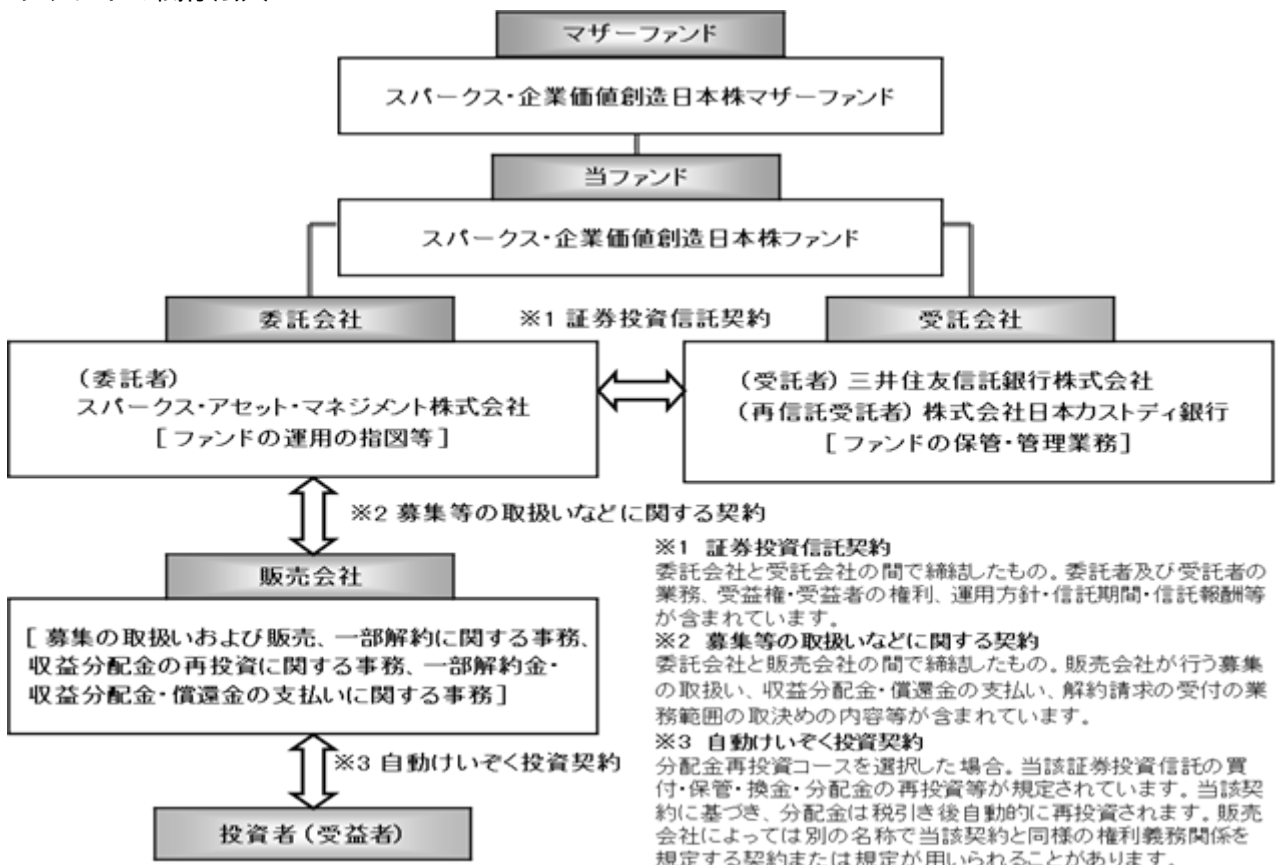 マザーファンド
スパークス・企業価値創造日本株マザーファンド
当ファンド
スパークス・企業価値創造日本株ファンド
委託会社
※1 証券投資信託契約
受託会社
(委託者)
スパークス・アセット・マネジメント株式会社
[ファンドの運用の指図等]
(受託者) 三井住友信託銀行株式会社
(再信託受託者) 株式会社日本カストディ銀行
[ファンドの保管・管理業務]
※2 募集等の取扱いなどに関する契約
販売会社
[募集の取扱いおよび販売、一部解約に関する事務、
収益分配金の再投資に関する事務、一部解約金・
収益分配金・償還金の支払いに関する事務]
※3 自動けいぞく投資契約
投資者(受益者)
※1 証券投資信託契約
委託会社と受託会社の間で締結したもの。委託者及び受託者の
業務、受益権・受益者の権利、運用方針・信託期間・信託報酬等
が含まれています。
※2 募集等の取扱いなどに関する契約
委託会社と販売会社の間で締結したもの。販売会社が行う募集
の取扱い、収益分配金・償還金の支払い、解約請求の受付の業
務範囲の取決めの内容等が含まれています。
※3 自動けいぞく投資契約
分配金再投資コースを選択した場合。当該証券投資信託の買
付・保管・換金・分配金の再投資等が規定されています。当該契
約に基づき、分配金は税引き後自動的に再投資されます。販売
会社によっては別の名称で当該契約と同様の権利義務関係を
規定する契約または規定が用いられることがあります。